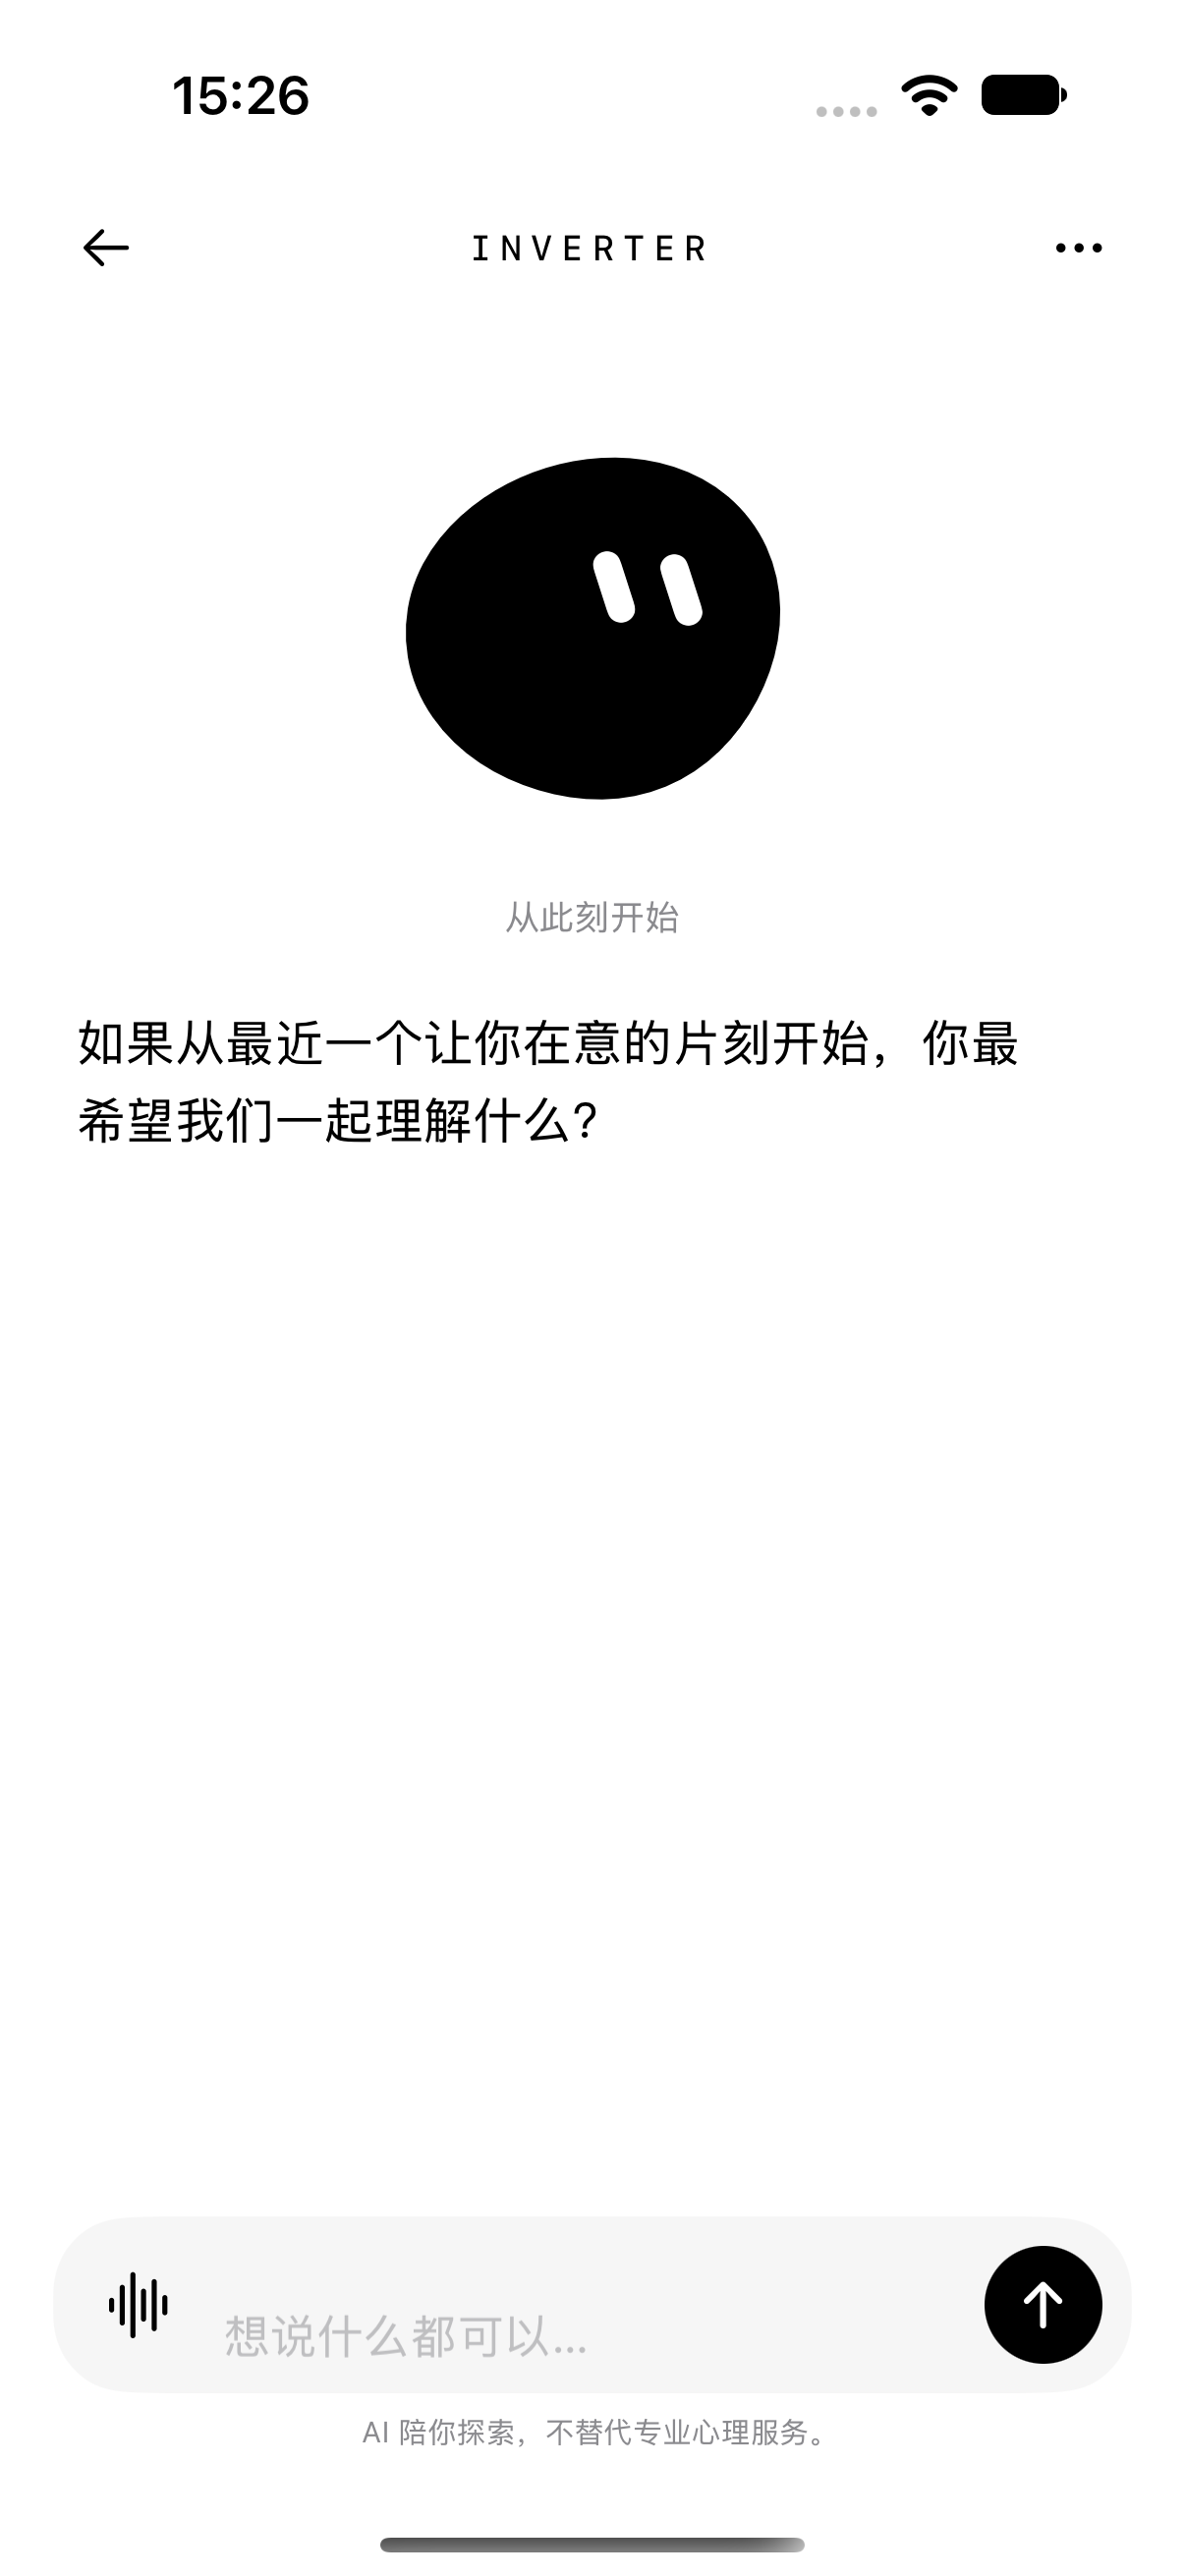 15:26
INVERTER
从此刻开始
如果从最近一个让你在意的片刻开始，你最
希望我们一起理解什么？
想说什么都可以...
AI 陪你探索，不替代专业心理服务。